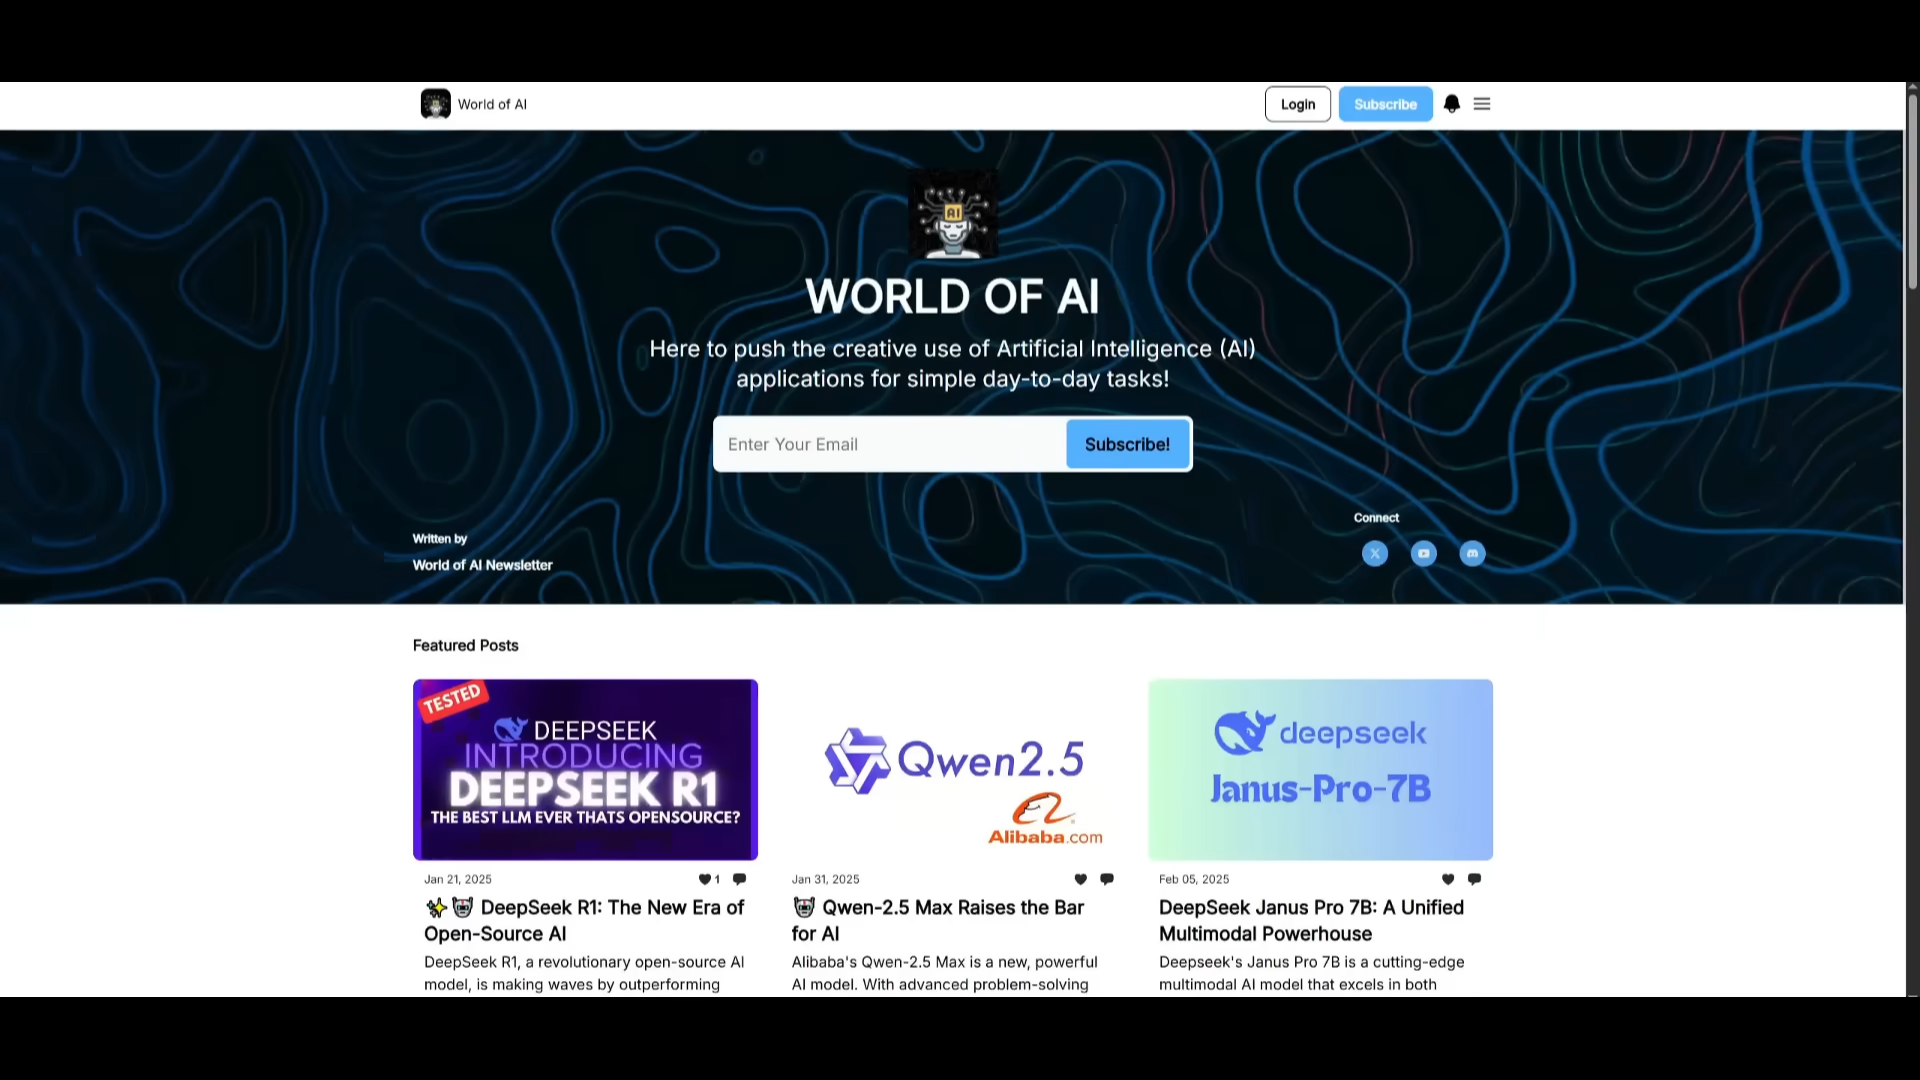 World of AI
Login
Subscribe
AI
WORLD OF AI
Here to push the creative use of Artificial Intelligence (AI)
applications for simple day-to-day tasks!
Enter Your Email
Subscribe!
Written by
World of AI Newsletter
Connect
Featured Posts
TESTED
DEEPSEEK
INTRODUCING
DEEPSEEK R1
THE BEST LLM EVER THATS OPENSOURCE?
Jan 21, 2025
1
DeepSeek R1: The New Era of
Open-Source AI
DeepSeek R1, a revolutionary open-source AI
model, is making waves by outperforming
Qwen2.5
Alibaba.com
Jan 31, 2025
Qwen-2.5 Max Raises the Bar
for AI
Alibaba's Qwen-2.5 Max is a new, powerful
AI model. With advanced problem-solving
deepseek
Janus-Pro-7B
Feb 05, 2025
DeepSeek Janus Pro 7B: A Unified
Multimodal Powerhouse
Deepseek's Janus Pro 7B is a cutting-edge
multimodal AI model that excels in both